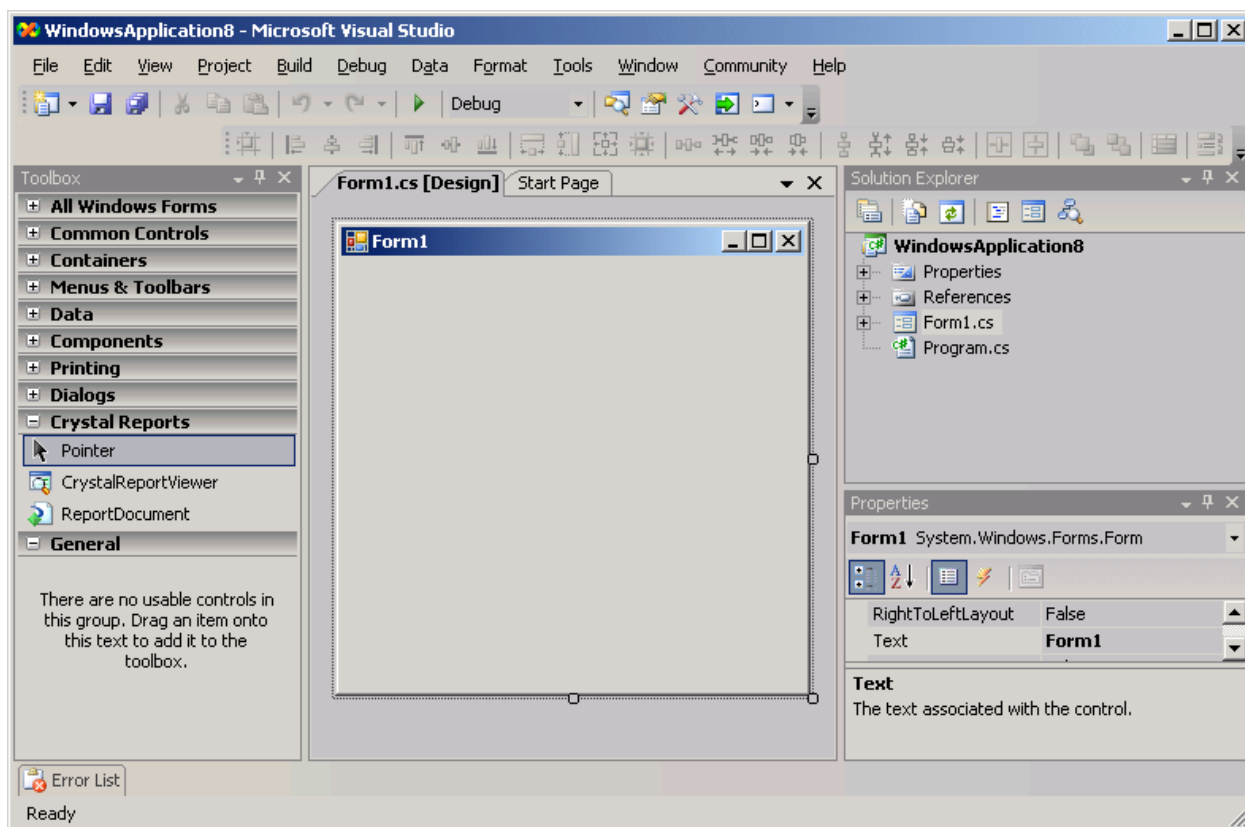 WindowsApplication8 - Microsoft Visual Studio
File Edit View Project Build Debug Data Format Tools Window Community Help
Debug
Toolbox
All Windows Forms
Common Controls
Containers
Menus & Toolbars
Data
Components
Printing
Dialogs
Crystal Reports
Pointer
CrystalReportViewer
ReportDocument
General
There are no usable controls in
this group. Drag an item onto
this text to add it to the
toolbox.
Form1.cs [Design] Start Page
Form1
Solution Explorer
WindowsApplication8
Properties
References
Form1.cs
Program.cs
Properties
Form1 System.Windows.Forms.Form
RightToLeftLayout False
Text Form1
Text
The text associated with the control.
Error List
Ready